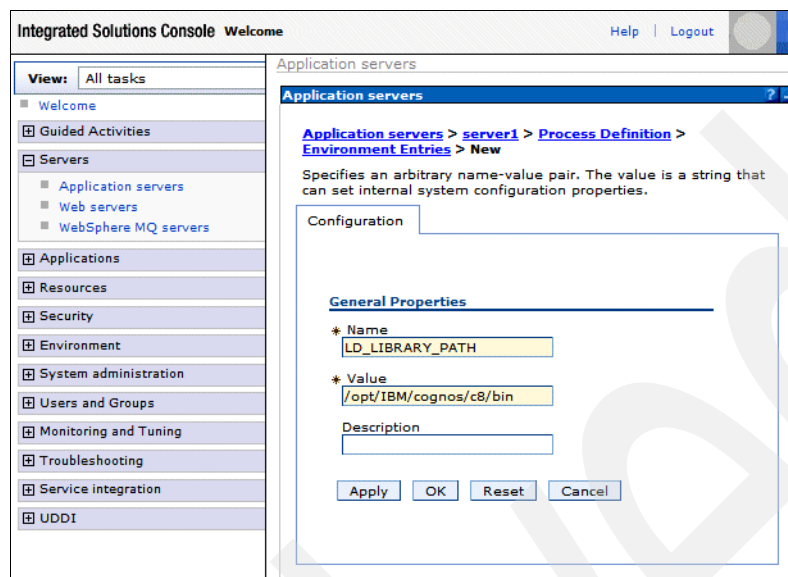 Integrated Solutions Console Welcome
Help | Logout
View: All tasks
Welcome
Guided Activities
Servers
Application servers
Web servers
WebSphere MQ servers
Applications
Resources
Security
Environment
System administration
Users and Groups
Monitoring and Tuning
Troubleshooting
Service integration
UDDI
Application servers
Application servers ?
Application servers > server1 > Process Definition >
Environment Entries > New
Specifies an arbitrary name-value pair. The value is a string that
can set internal system configuration properties.
Configuration
General Properties
* Name
LD_LIBRARY_PATH
* Value
/opt/IBM/cognos/c8/bin
Description
Apply OK Reset Cancel